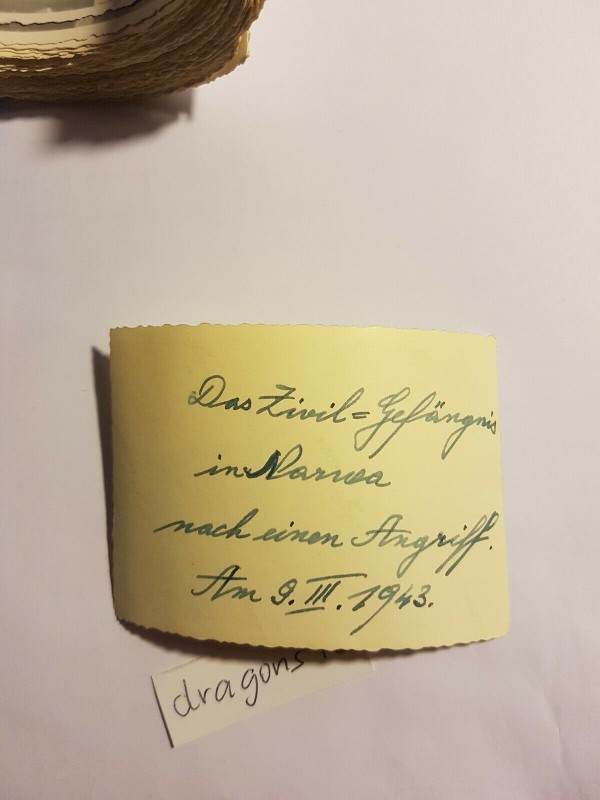 Das Zivil=Gefängnis
in Narwa
nach einen Angriff.
Am 9. III. 1943.
dragons